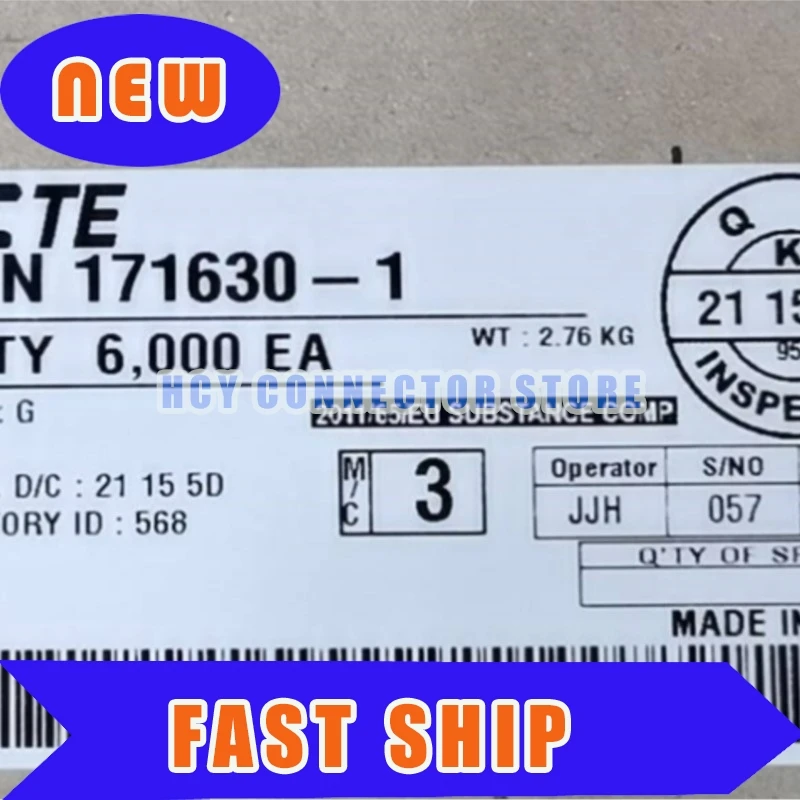 NEW
TE
N 171630-1
TY 6,000 EA
WT : 2.76 KG
HCY CONNECTOR STORE
: G
2011/65/EU SUBSTANCE COMP
D/C : 21 15 5D
ORY ID : 568
M/C 3
Operator S/NO
JJH 057
Q'TY OF SP
MADE IN
Q
K
21 15
95
INSPE
FAST SHIP